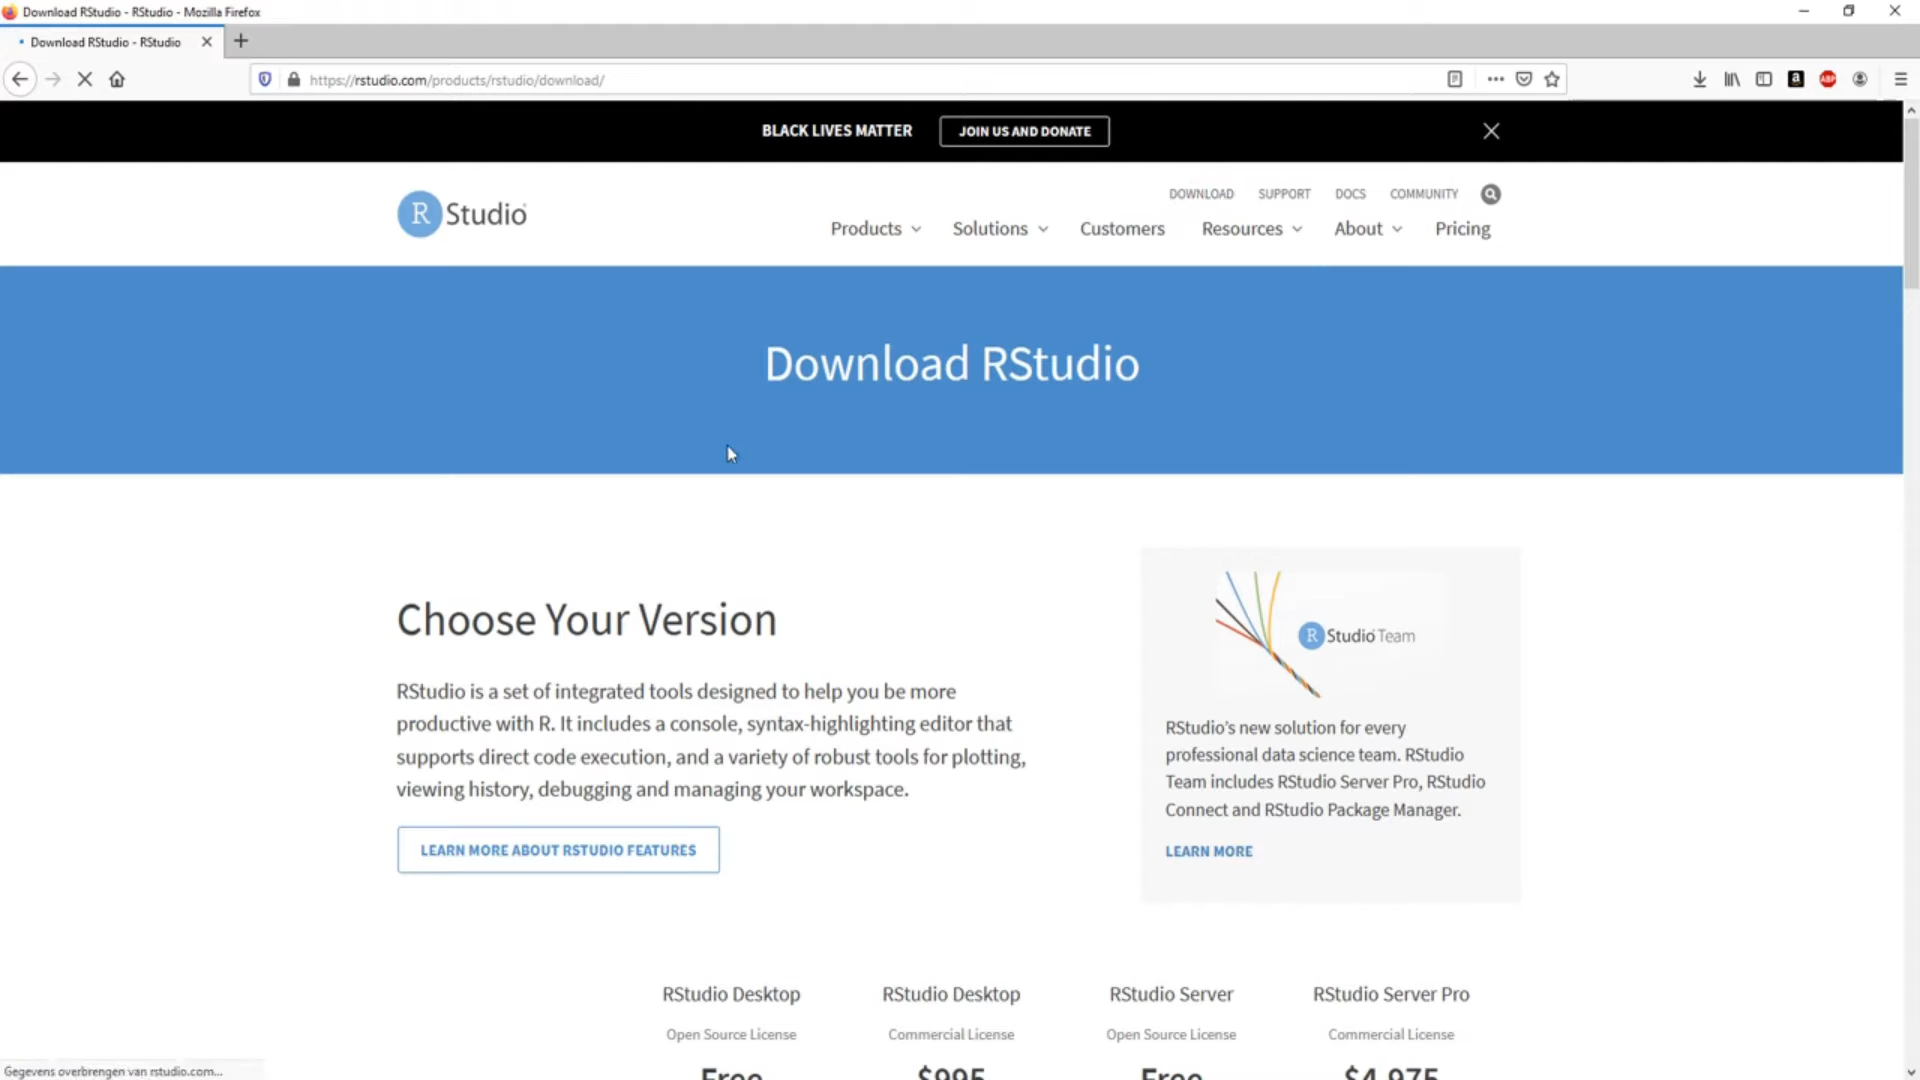 Download RStudio - RStudio - Mozilla Firefox
Download RStudio - RStudio
https://rstudio.com/products/rstudio/download/
ABP
BLACK LIVES MATTER
JOIN US AND DONATE
R Studio
DOWNLOAD SUPPORT DOCS COMMUNITY
Products Solutions Customers Resources About Pricing
Download RStudio
Choose Your Version
RStudio is a set of integrated tools designed to help you be more
productive with R. It includes a console, syntax-highlighting editor that
supports direct code execution, and a variety of robust tools for plotting,
viewing history, debugging and managing your workspace.
LEARN MORE ABOUT RSTUDIO FEATURES
R Studio Team
RStudio's new solution for every
professional data science team. RStudio
Team includes RStudio Server Pro, RStudio
Connect and RStudio Package Manager.
LEARN MORE
RStudio Desktop RStudio Desktop RStudio Server RStudio Server Pro
Open Source License Commercial License Open Source License Commercial License
Free $995 Free $4,975
Gegevens overbrengen van rstudio.com...